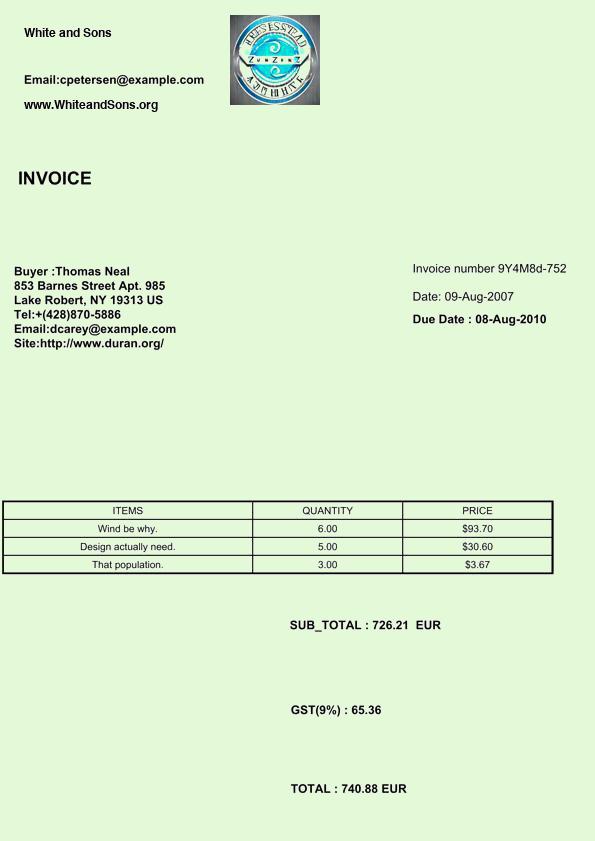 White and Sons
Email:cpetersen@example.com
www.WhiteandSons.org
ZUWZENZ
INVOICE
Buyer :Thomas Neal
853 Barnes Street Apt. 985
Lake Robert, NY 19313 US
Tel:+(428)870-5886
Email:dcarey@example.com
Site:http://www.duran.org/
Invoice number 9Y4M8d-752
Date: 09-Aug-2007
Due Date : 08-Aug-2010
ITEMS QUANTITY PRICE
Wind be why. 6.00 $93.70
Design actually need. 5.00 $30.60
That population. 3.00 $3.67
SUB_TOTAL : 726.21 EUR
GST(9%) : 65.36
TOTAL : 740.88 EUR